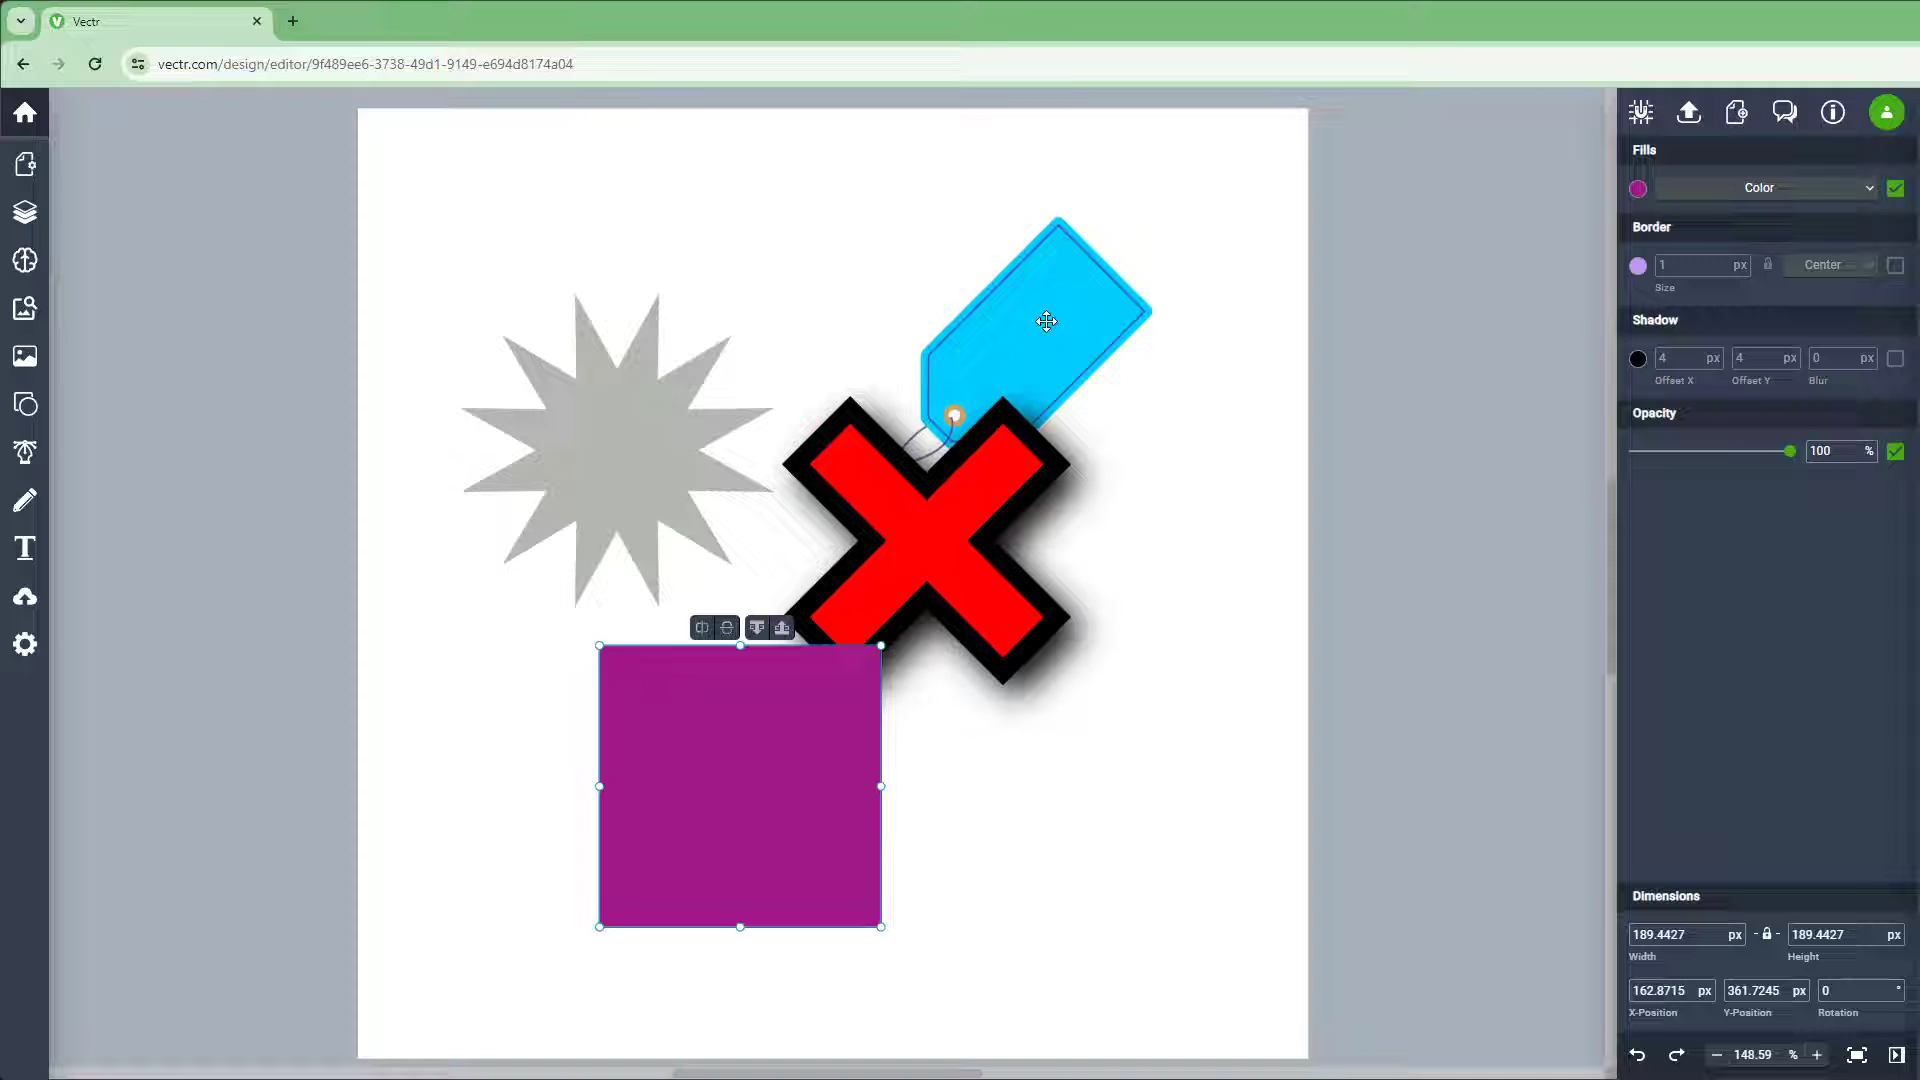 Vectr
vectr.com/design/editor/9f489ee6-3738-49d1-9149-e694d8174a04
Fills
Color
Border
1 px Center
Size
Shadow
4 px 4 px 0 px
Offset X Offset Y Blur
Opacity
100 %
T
Dimensions
189.4427 px 189.4427 px
Width Height
162.8715 px 361.7245 px 0 °
X-Position Y-Position Rotation
148.59 %